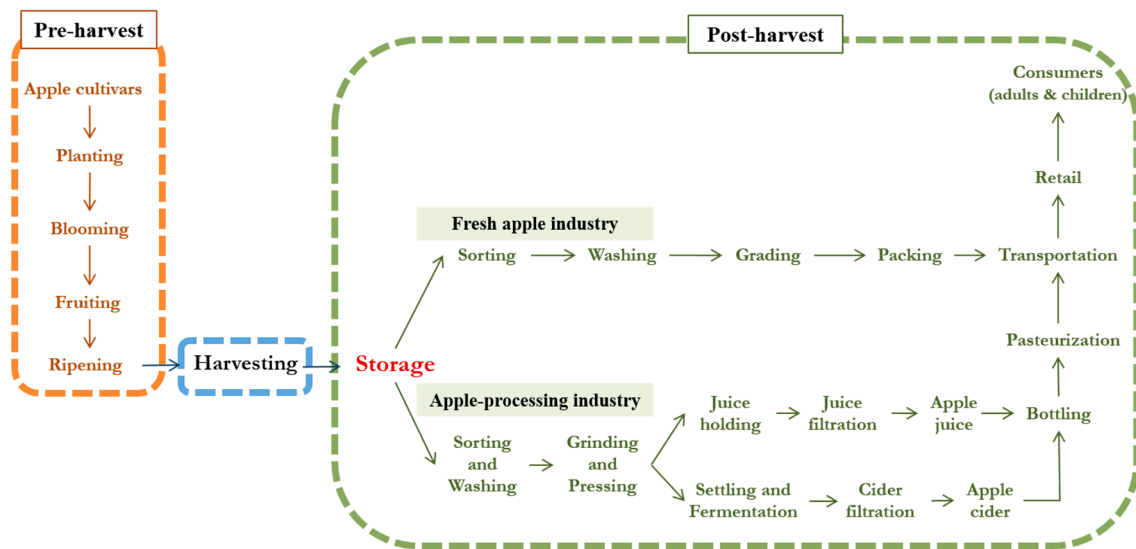 Pre-harvest
Apple cultivars
Planting
Blooming
Fruiting
Ripening
Harvesting
Post-harvest
Consumers
(adults & children)
Retail
Fresh apple industry
Sorting
Washing
Grading
Packing
Transportation
Pasteurization
Storage
Apple-processing industry
Sorting
and
Washing
Grinding
and
Pressing
Juice
holding
Juice
filtration
Apple
juice
Bottling
Settling and
Fermentation
Cider
filtration
Apple
cider